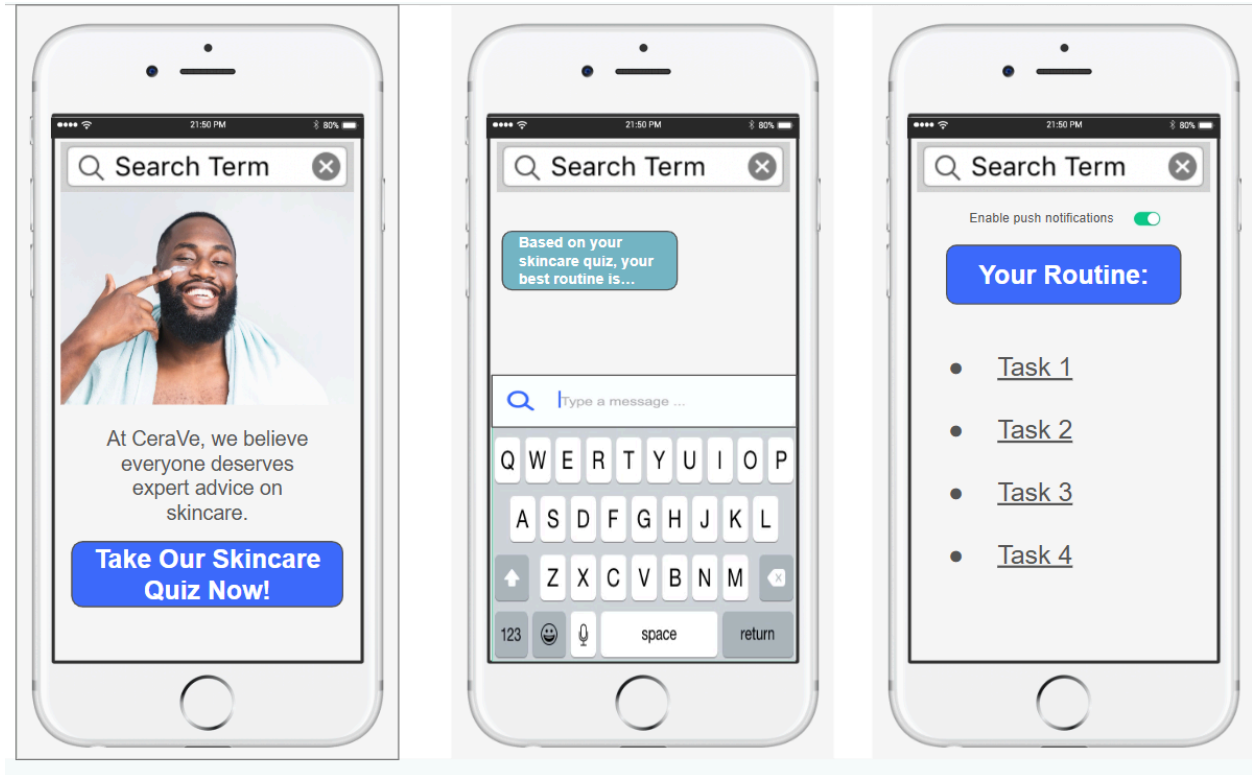 21:50 PM
80%
Search Term
At CeraVe, we believe
everyone deserves
expert advice on
skincare.
Take Our Skincare
Quiz Now!
21:50 PM
80%
Search Term
Based on your
skincare quiz, your
best routine is...
Type a message ...
Q W E R T Y U I O P
A S D F G H J K L
Z X C V B N M
123 space return
21:50 PM
80%
Search Term
Enable push notifications
Your Routine:
● Task 1
● Task 2
● Task 3
● Task 4